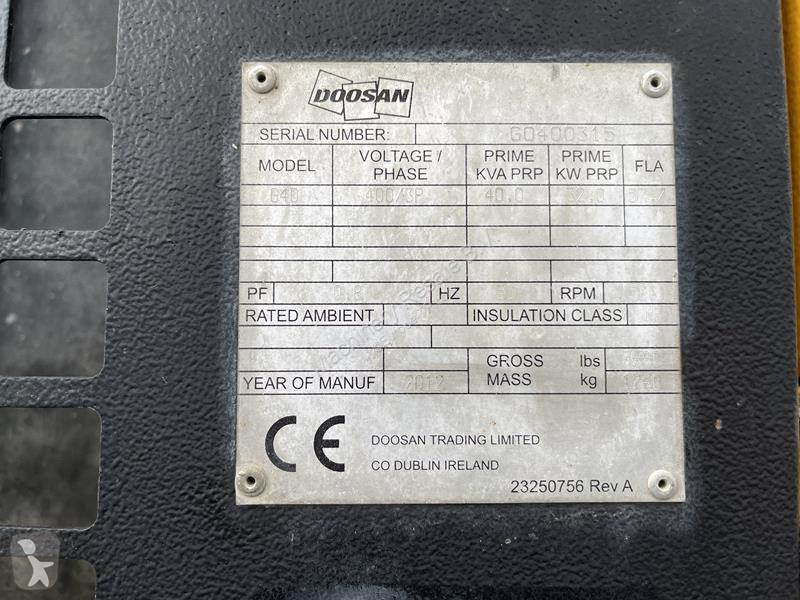 DOOSAN
SERIAL NUMBER: G0400315
MODEL VOLTAGE / PHASE PRIME KVA PRP PRIME KW PRP FLA
G40 400/3P 40.0
PF HZ RPM
RATED AMBIENT INSULATION CLASS
GROSS MASS lbs
YEAR OF MANUF 2012 kg
CE
DOOSAN TRADING LIMITED
CO DUBLIN IRELAND
23250756 Rev A